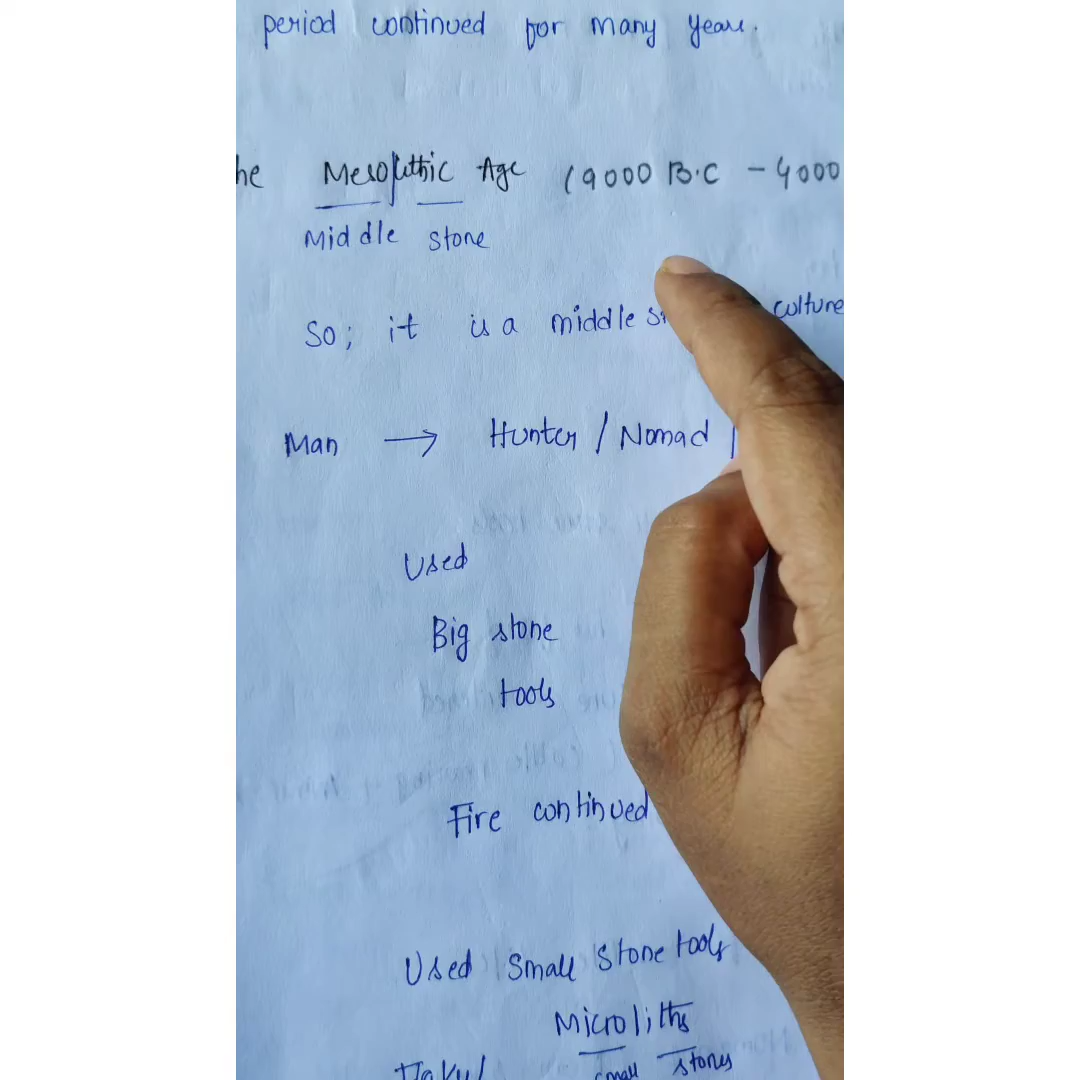 period continued for many years.
he Mesolithic Age (9000 B.C - 4000
Middle stone
So; it is a middle culture
Man → Hunter / Nomad /
Used
Big stone
tools
Fire continued
Used Small Stone tools
Microliths
small stones